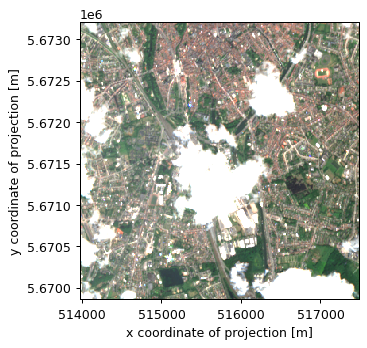 1e6
5.6730
5.6725
5.6720
5.6715
5.6710
5.6705
5.6700
y coordinate of projection [m]
514000 515000 516000 517000
x coordinate of projection [m]